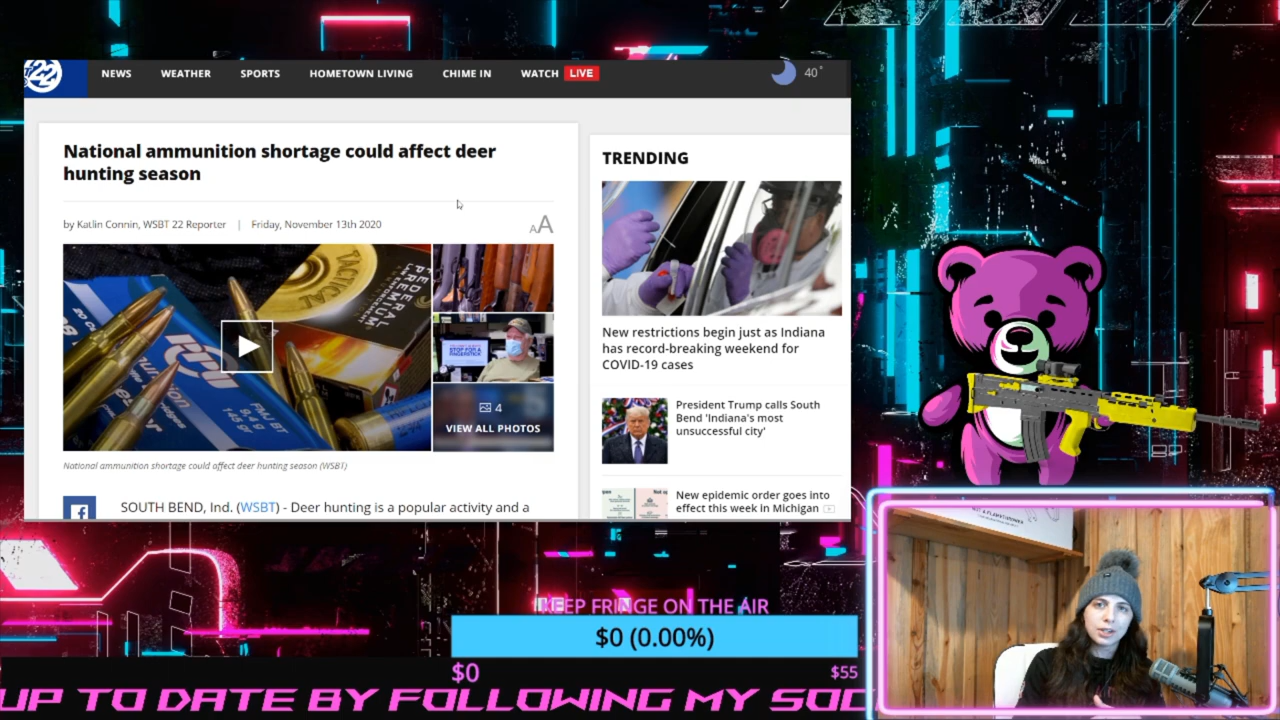 22
NEWS
WEATHER
SPORTS
HOMETOWN LIVING
CHIME IN
WATCH LIVE
40°
National ammunition shortage could affect deer
hunting season
by Katlin Connin, WSBT 22 Reporter | Friday, November 13th 2020
AA
TACTICAL
FEDERAL
PREMIUM
4
VIEW ALL PHOTOS
National ammunition shortage could affect deer hunting season (WSBT)
SOUTH BEND, Ind. (WSBT) - Deer hunting is a popular activity and a
TRENDING
New restrictions begin just as Indiana
has record-breaking weekend for
COVID-19 cases
President Trump calls South
Bend 'Indiana's most
unsuccessful city'
New epidemic order goes into
effect this week in Michigan
KEEP FRINGE ON THE AIR
$0 (0.00%)
$0
$55
UP TO DATE BY FOLLOWING MY SOC